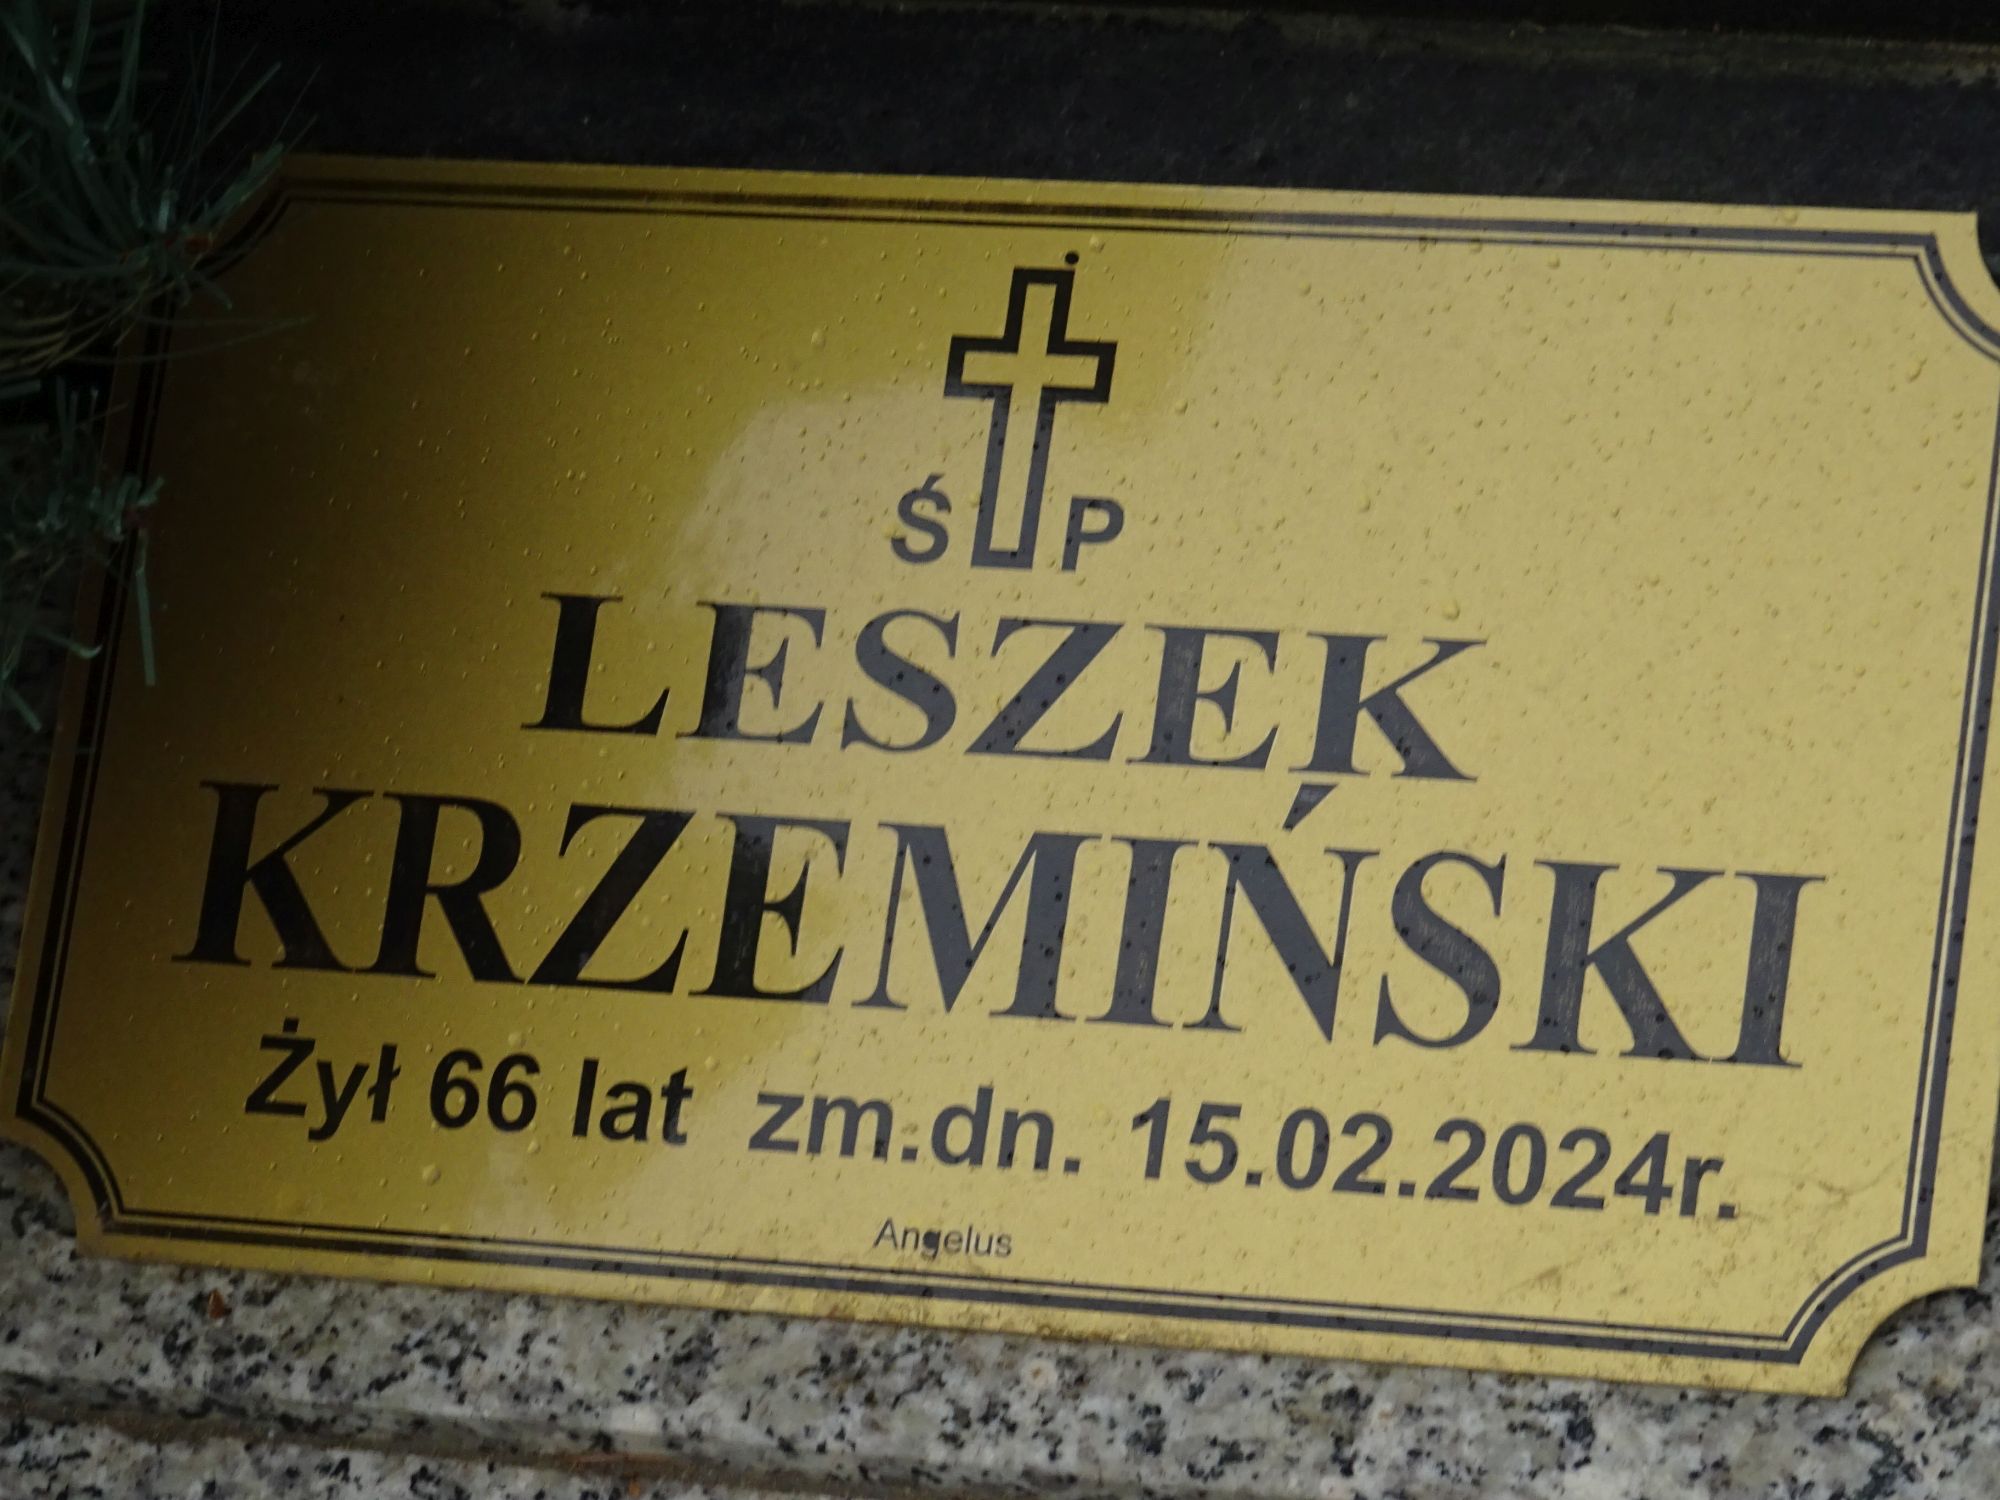 Ś P
LESZEK
KRZEMIŃSKI
Żył 66 lat zm.dn. 15.02.2024r.
Angelus